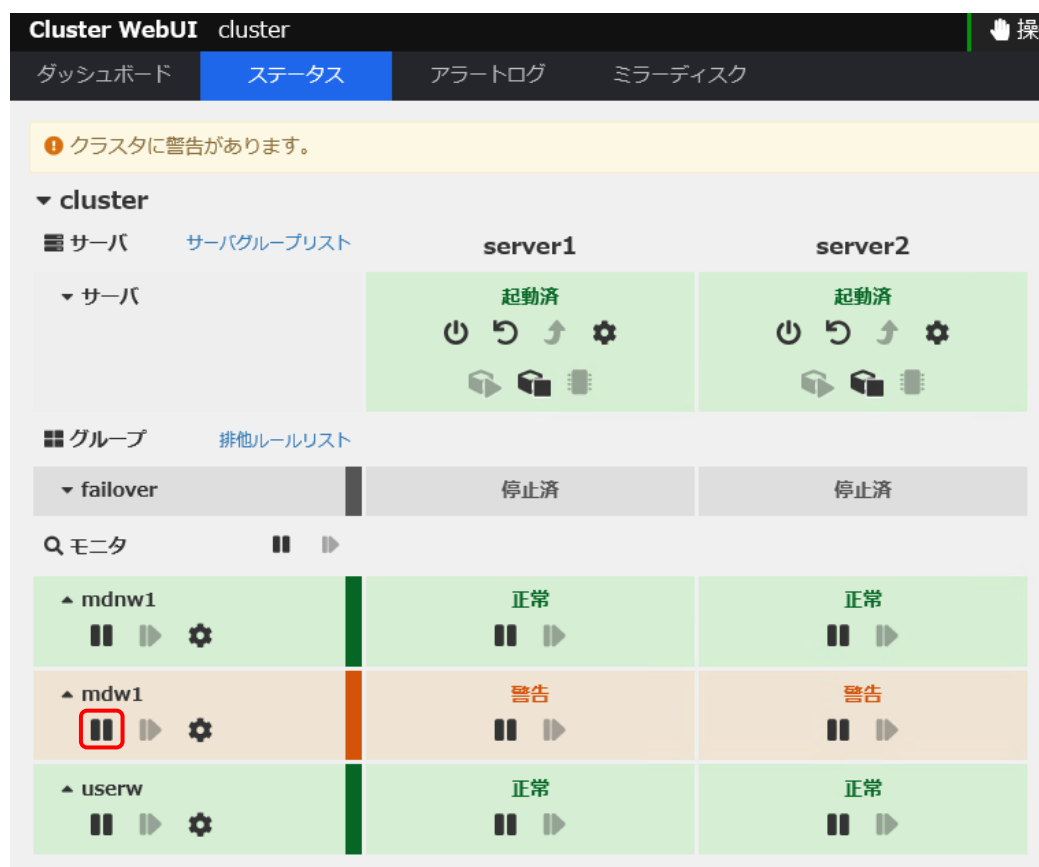 Cluster WebUI cluster 操
ダッシュボード ステータス アラートログ ミラーディスク
クラスタに警告があります。
cluster
サーバ サーバグループリスト server1 server2
サーバ 起動済 起動済
グループ 排他ルールリスト
failover 停止済 停止済
モニタ
mdnw1 正常 正常
mdw1 警告 警告
userw 正常 正常